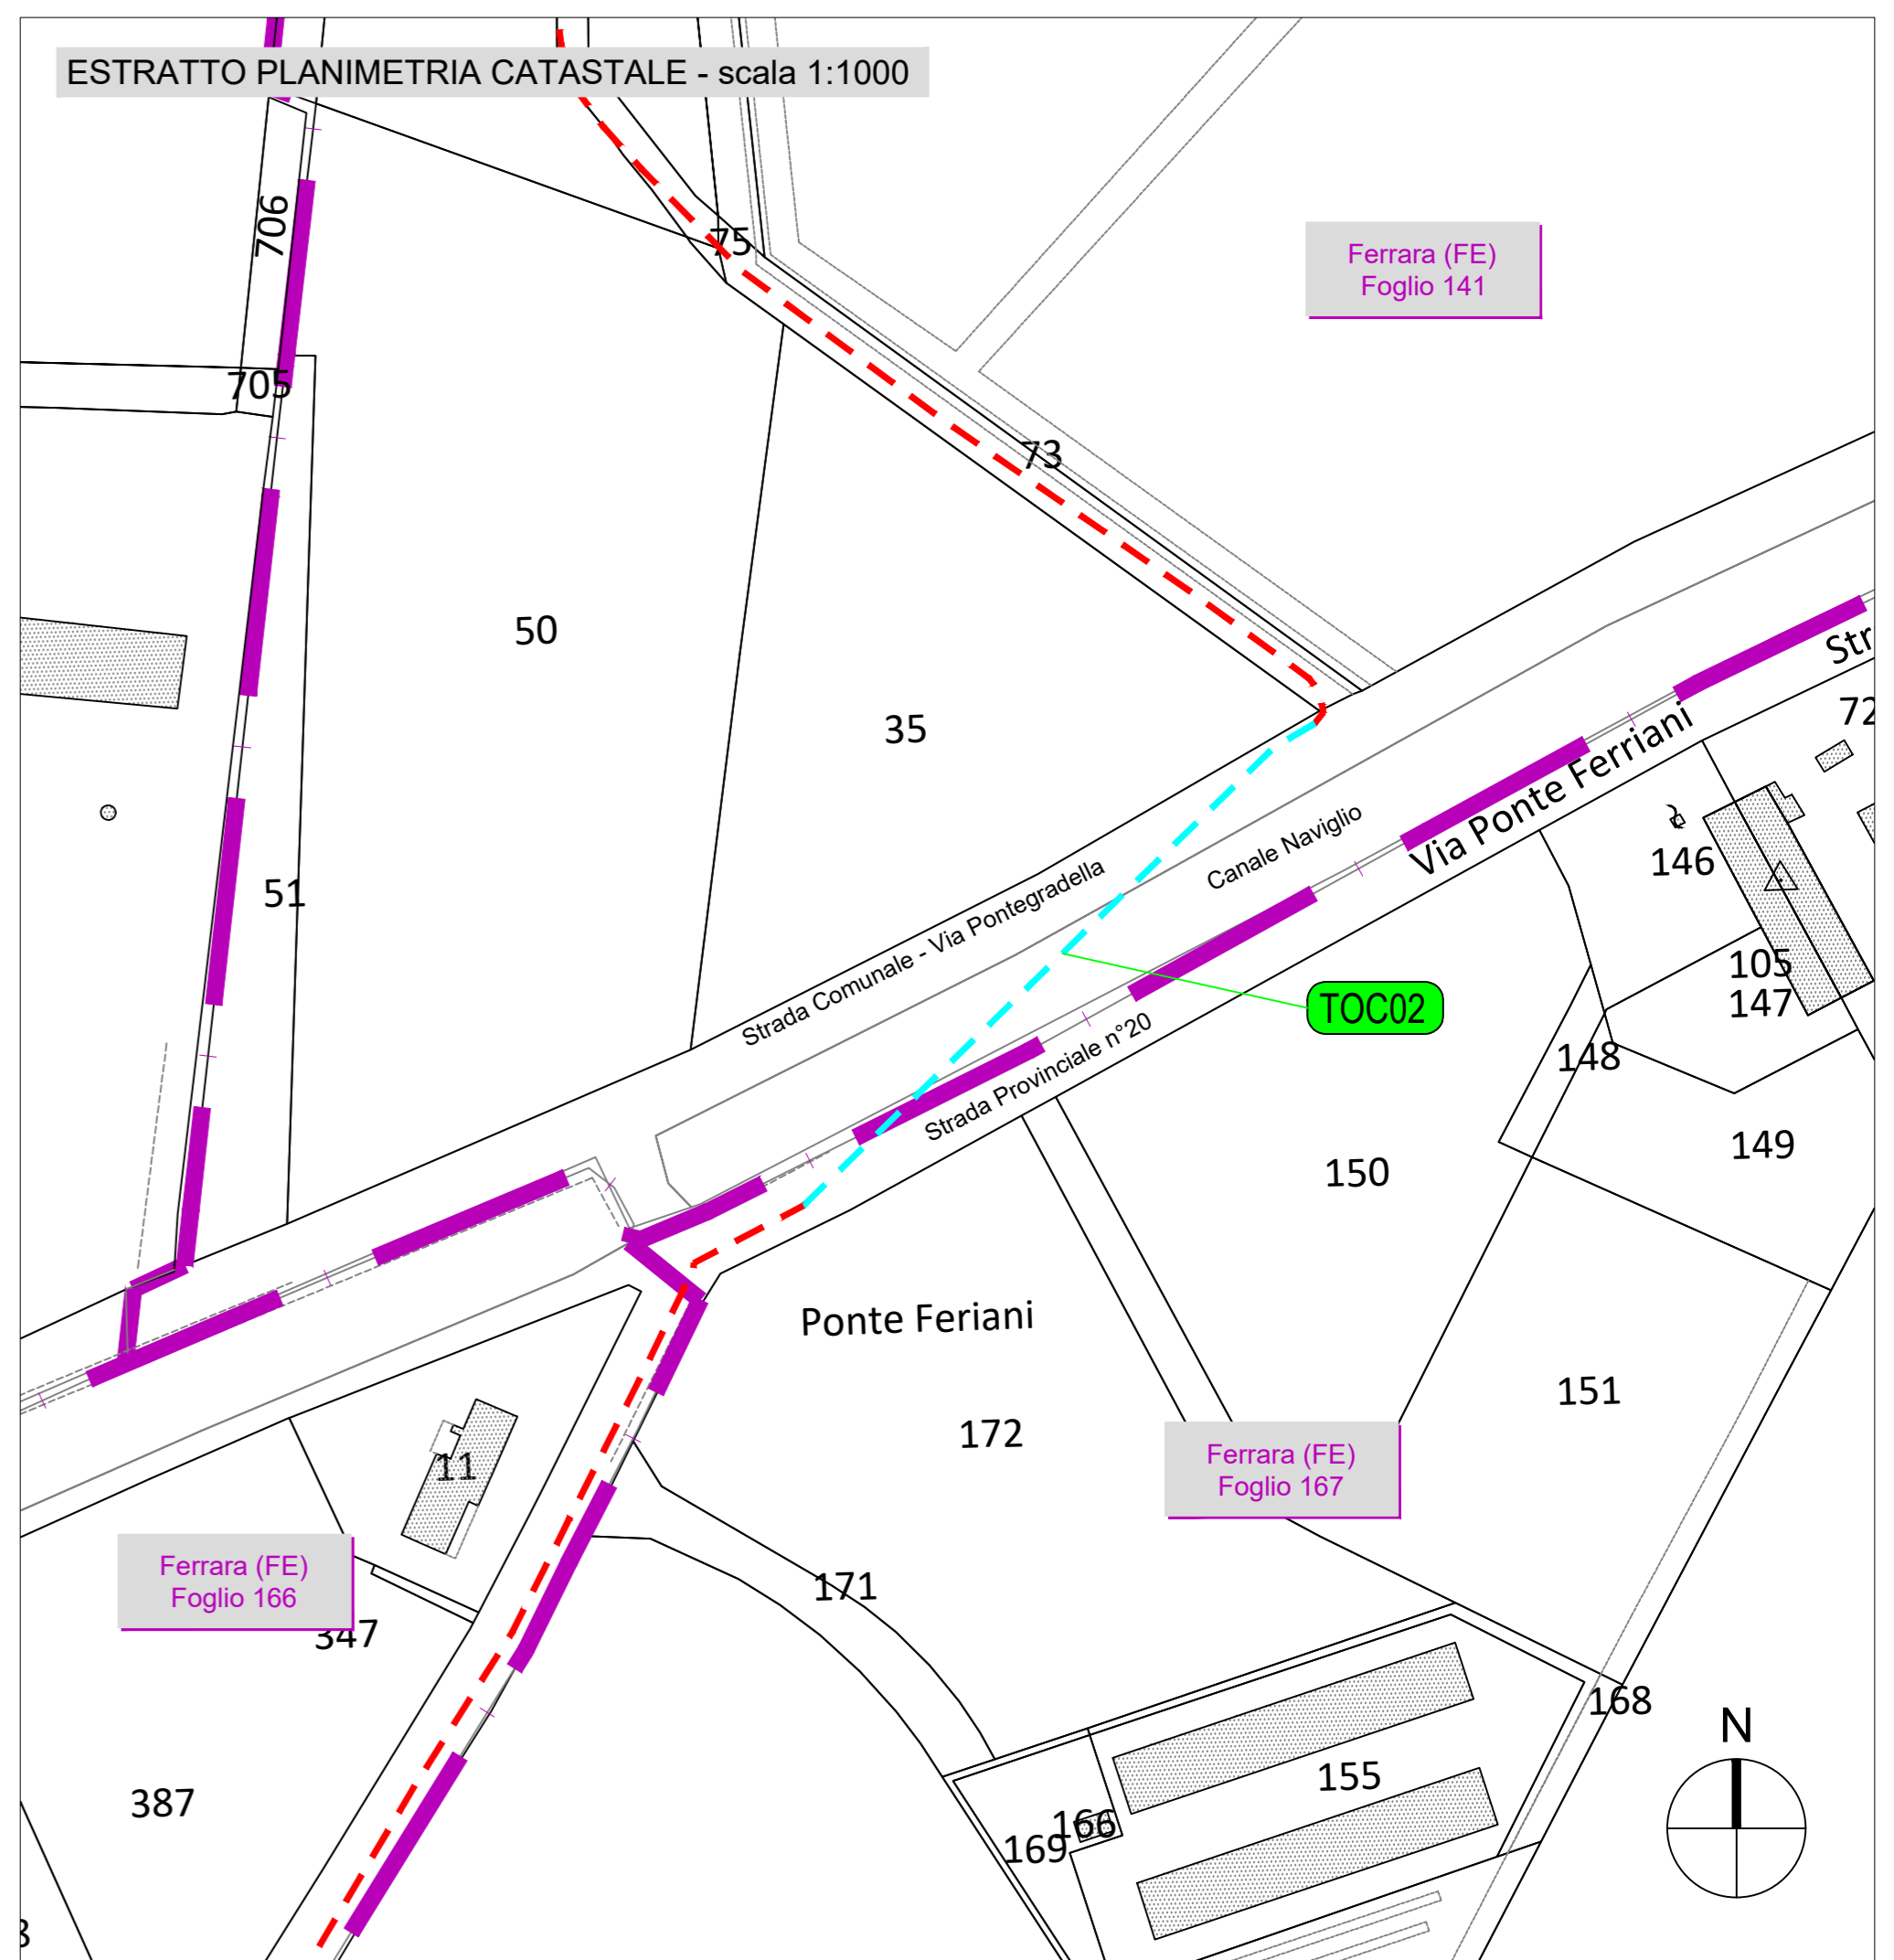 ESTRATTO PLANIMETRIA CATASTALE - scala 1:1000
706
75
Ferrara (FE)
Foglio 141
705
73
50
35
Str
72
Via Ponte Ferriani
146
51
Canale Naviglio
Strada Comunale - Via Pontegradella
105
147
TOC02
Strada Provinciale n°20
148
149
150
Ponte Feriani
151
172
Ferrara (FE)
Foglio 167
11
Ferrara (FE)
Foglio 166
171
347
168
N
155
387
166
169